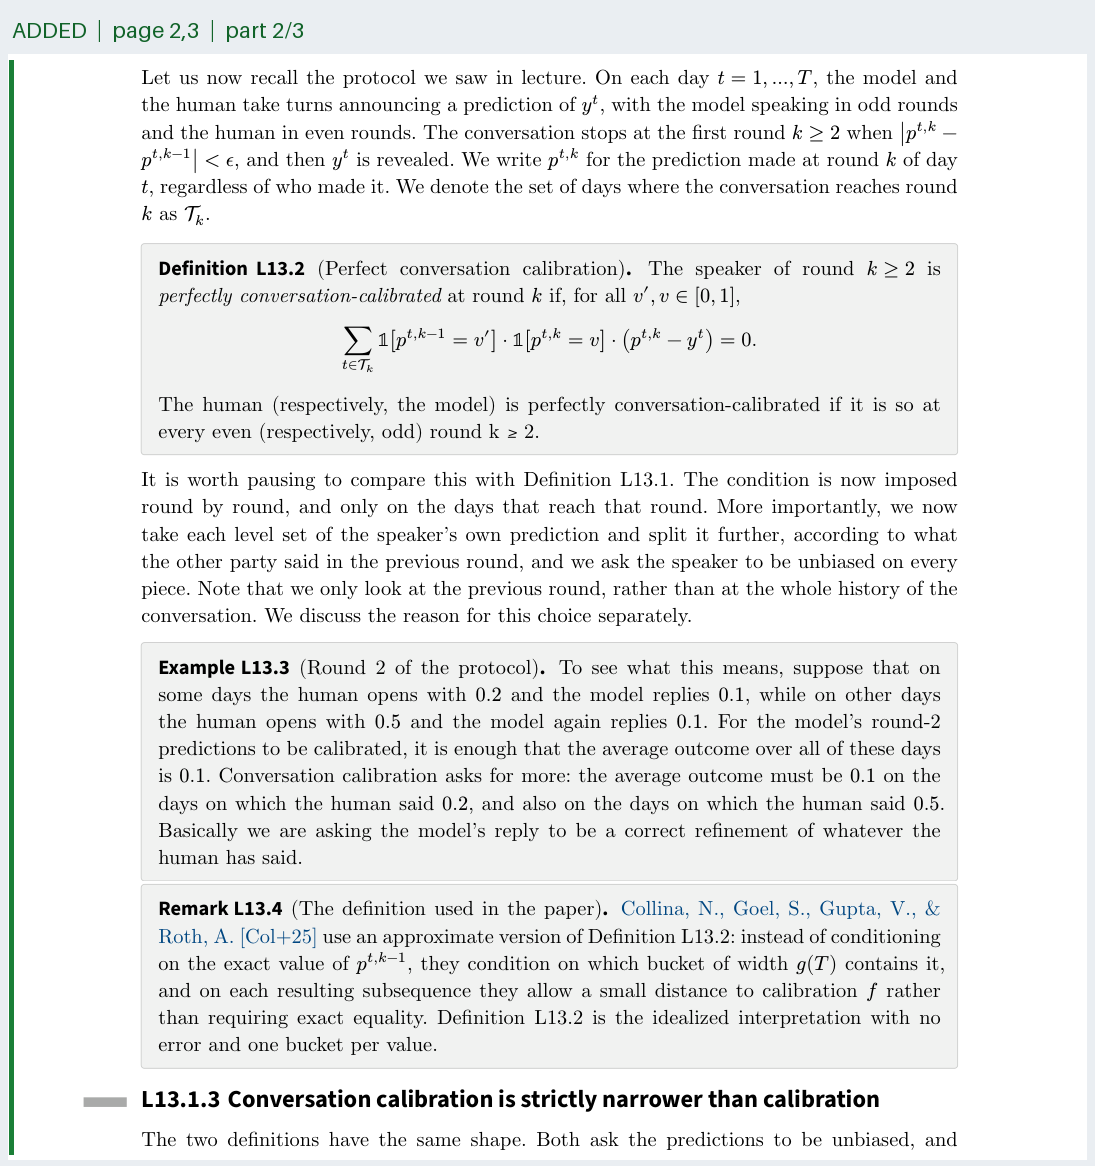 ADDED | page 2,3 | part 2/3
Let us now recall the protocol we saw in lecture. On each day t = 1, ..., T, the model and
the human take turns announcing a prediction of y^t, with the model speaking in odd rounds
and the human in even rounds. The conversation stops at the first round k ≥ 2 when |p^{t,k} −
p^{t,k−1}| < ϵ, and then y^t is revealed. We write p^{t,k} for the prediction made at round k of day
t, regardless of who made it. We denote the set of days where the conversation reaches round
k as 𝒯_k.
Definition L13.2 (Perfect conversation calibration). The speaker of round k ≥ 2 is
perfectly conversation-calibrated at round k if, for all v′, v ∈ [0, 1],
∑_{t∈𝒯_k} 𝟙[p^{t,k−1} = v′] · 𝟙[p^{t,k} = v] · (p^{t,k} − y^t) = 0.
The human (respectively, the model) is perfectly conversation-calibrated if it is so at
every even (respectively, odd) round k ≥ 2.
It is worth pausing to compare this with Definition L13.1. The condition is now imposed
round by round, and only on the days that reach that round. More importantly, we now
take each level set of the speaker's own prediction and split it further, according to what
the other party said in the previous round, and we ask the speaker to be unbiased on every
piece. Note that we only look at the previous round, rather than at the whole history of the
conversation. We discuss the reason for this choice separately.
Example L13.3 (Round 2 of the protocol). To see what this means, suppose that on
some days the human opens with 0.2 and the model replies 0.1, while on other days
the human opens with 0.5 and the model again replies 0.1. For the model's round-2
predictions to be calibrated, it is enough that the average outcome over all of these days
is 0.1. Conversation calibration asks for more: the average outcome must be 0.1 on the
days on which the human said 0.2, and also on the days on which the human said 0.5.
Basically we are asking the model's reply to be a correct refinement of whatever the
human has said.
Remark L13.4 (The definition used in the paper). Collina, N., Goel, S., Gupta, V., &
Roth, A. [Col+25] use an approximate version of Definition L13.2: instead of conditioning
on the exact value of p^{t,k−1}, they condition on which bucket of width g(T) contains it,
and on each resulting subsequence they allow a small distance to calibration f rather
than requiring exact equality. Definition L13.2 is the idealized interpretation with no
error and one bucket per value.
L13.1.3 Conversation calibration is strictly narrower than calibration
The two definitions have the same shape. Both ask the predictions to be unbiased, and